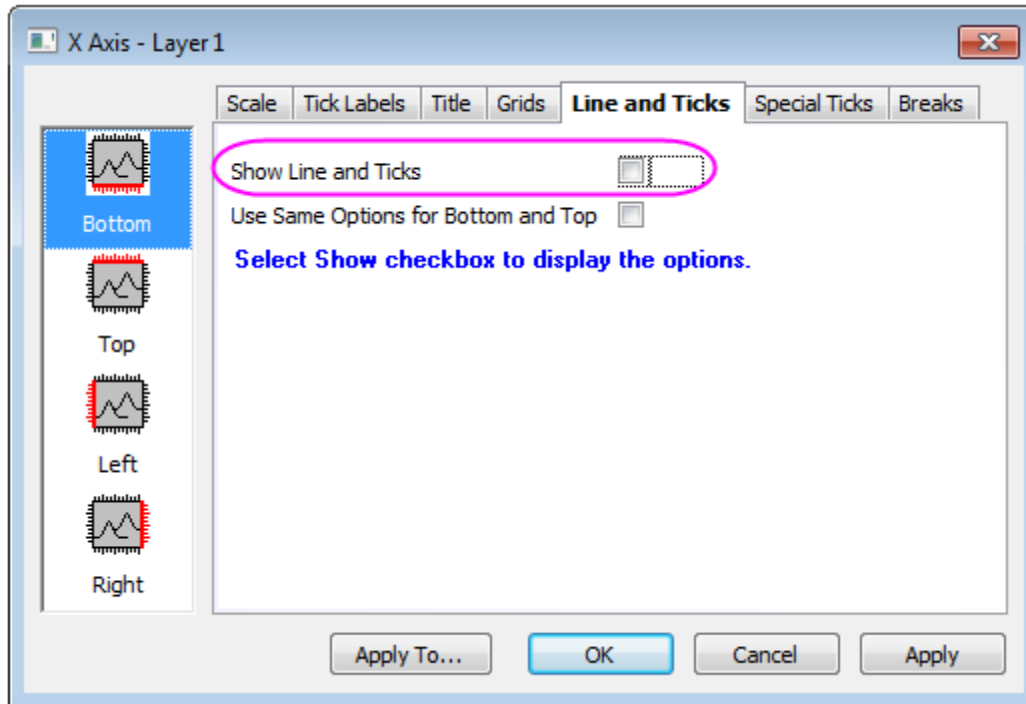 X Axis - Layer 1
Scale Tick Labels Title Grids Line and Ticks Special Ticks Breaks
Show Line and Ticks
Use Same Options for Bottom and Top
Select Show checkbox to display the options.
Bottom
Top
Left
Right
Apply To... OK Cancel Apply